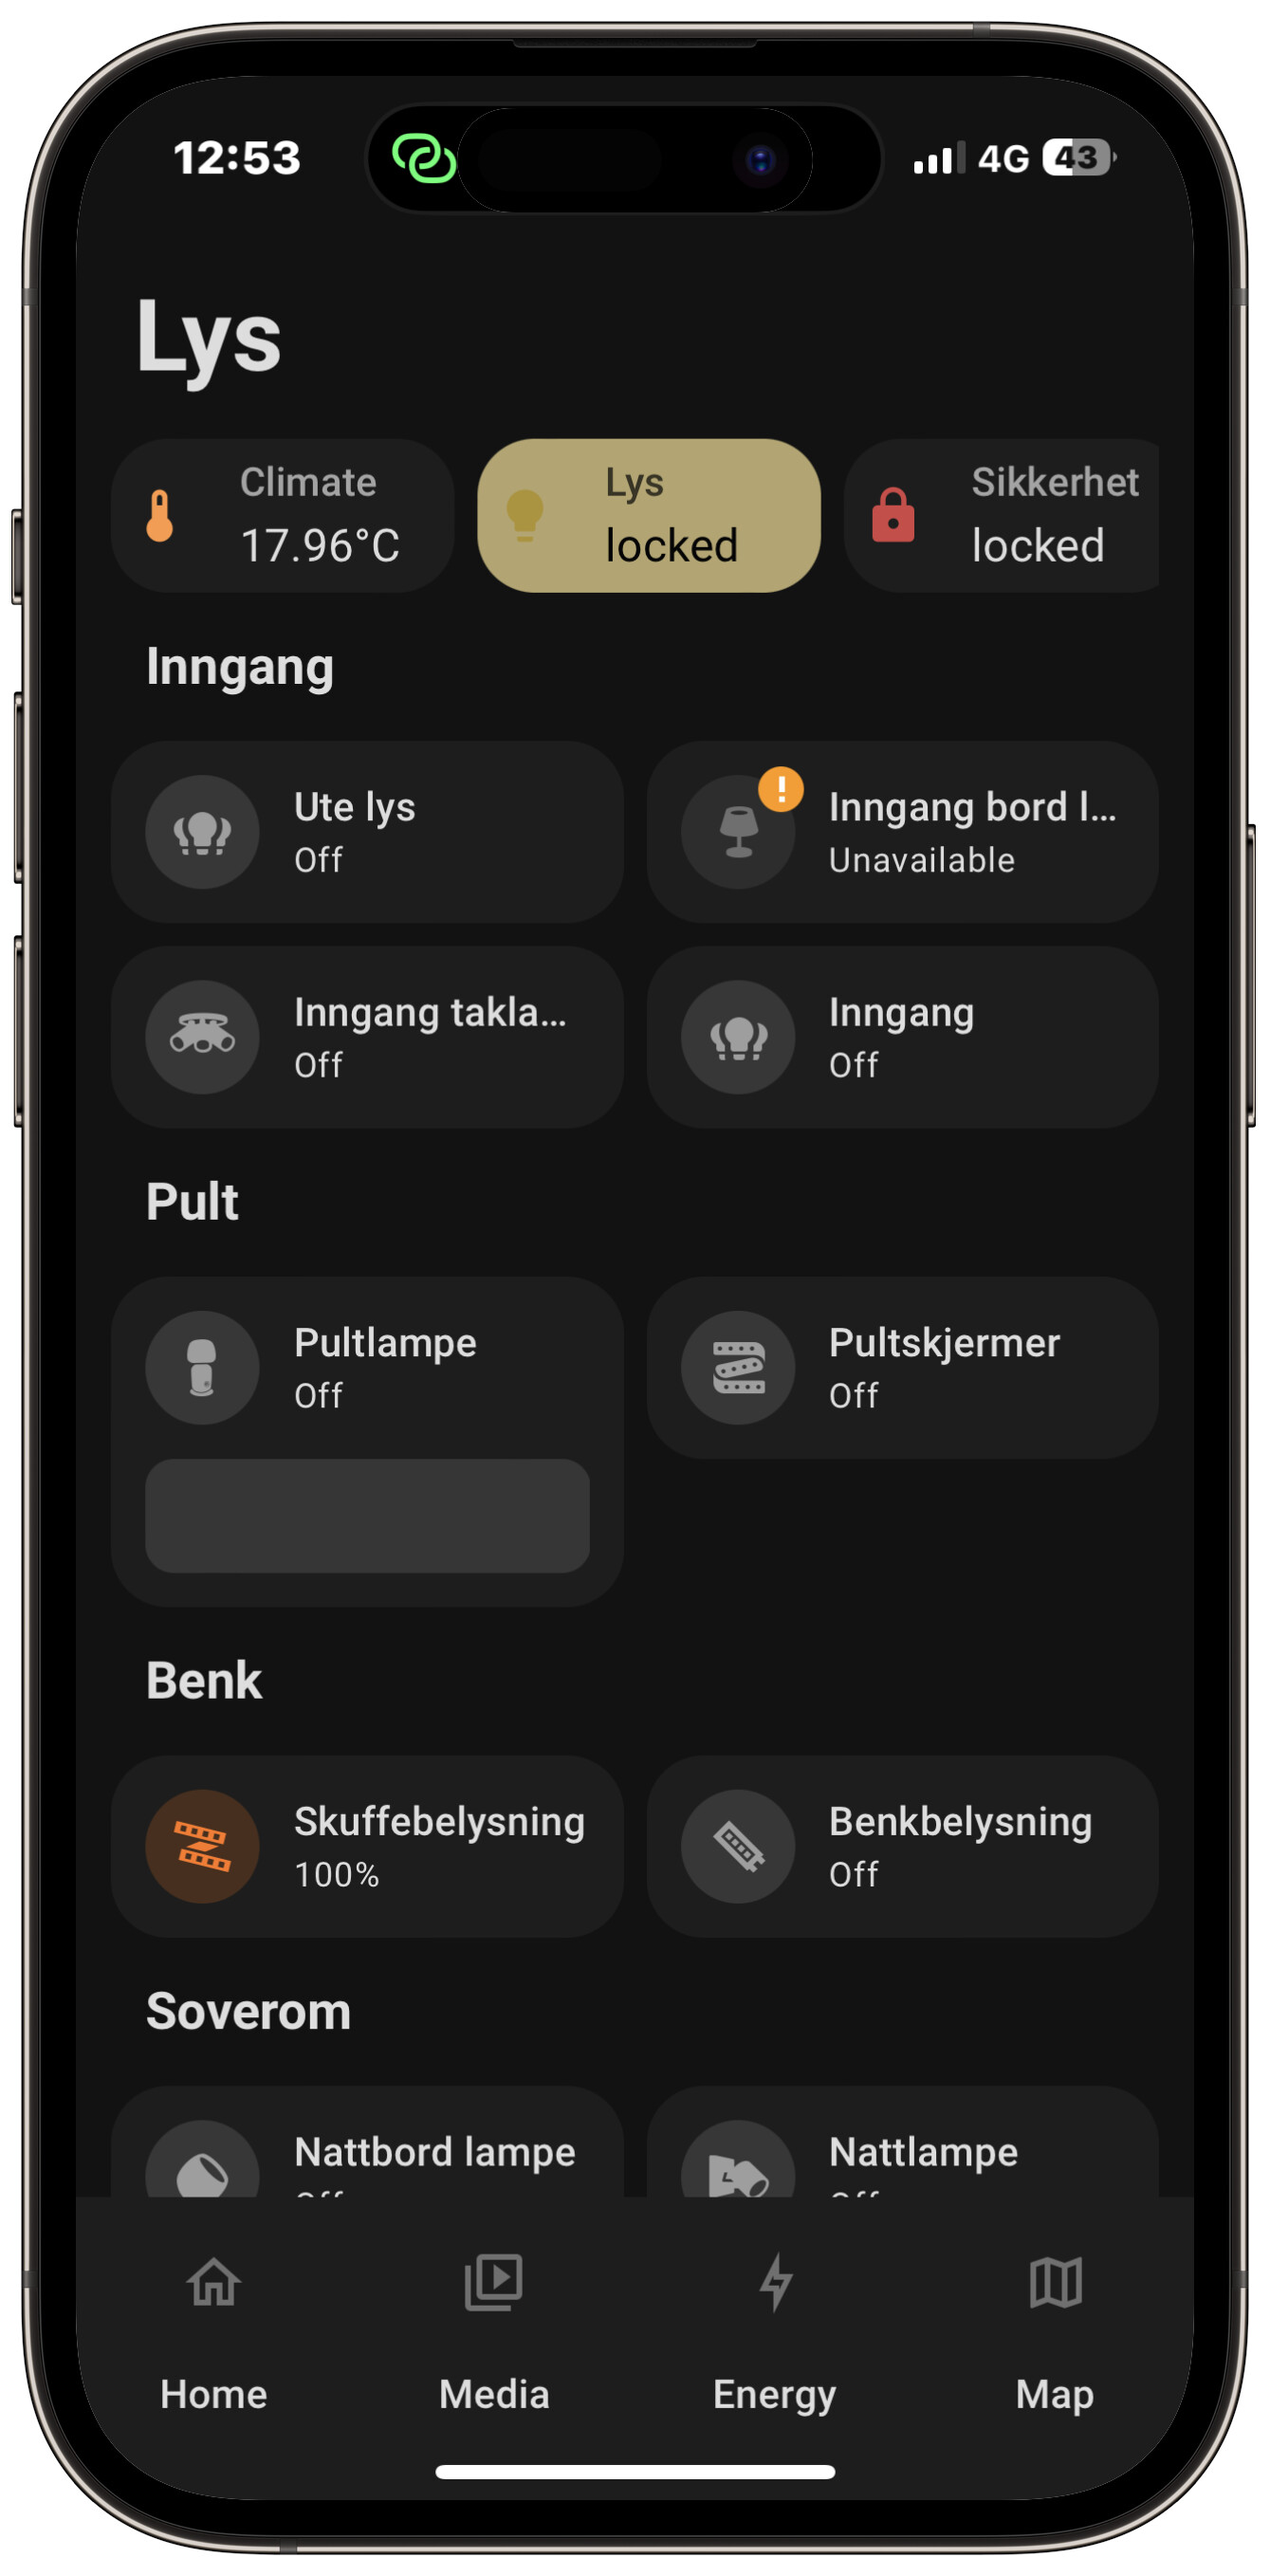 12:53
4G 43
Lys
Climate
17.96°C
Lys
locked
Sikkerhet
locked
Inngang
Ute lys
Off
Inngang bord l...
Unavailable
Inngang takla...
Off
Inngang
Off
Pult
Pultlampe
Off
Pultskjermer
Off
Benk
Skuffebelysning
100%
Benkbelysning
Off
Soverom
Nattbord lampe
Nattlampe
Home
Media
Energy
Map